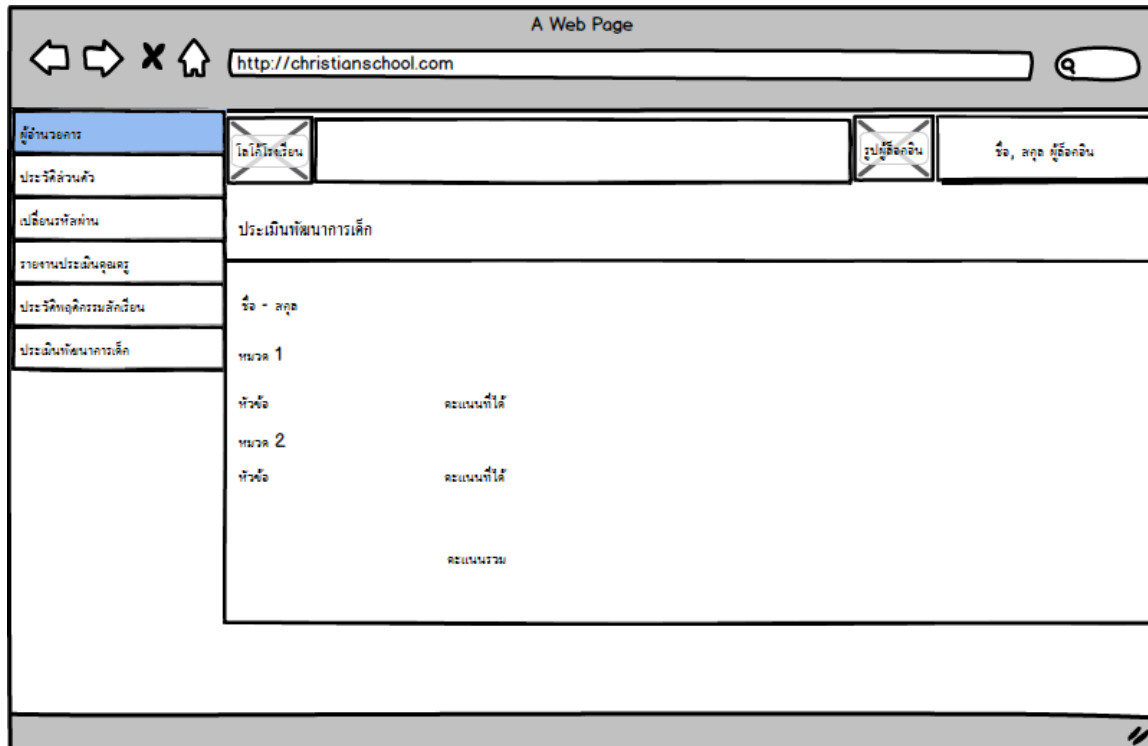 A Web Page
http://christianschool.com
ผู้อำนวยการ
ประวัติส่วนตัว
เปลี่ยนรหัสผ่าน
รายงานประเมินคุณครู
ประวัติพฤติกรรมลักเรียน
ประเมินพัฒนาการเด็ก
โลโก้โรงเรียน
รูปผู้ล็อคอิน
ชื่อ, สกุล ผู้ล็อคอิน
ประเมินพัฒนาการเด็ก
ชื่อ - สกุล
หมวด 1
หัวข้อ คะแนนที่ได้
หมวด 2
หัวข้อ คะแนนที่ได้
คะแนนรวม